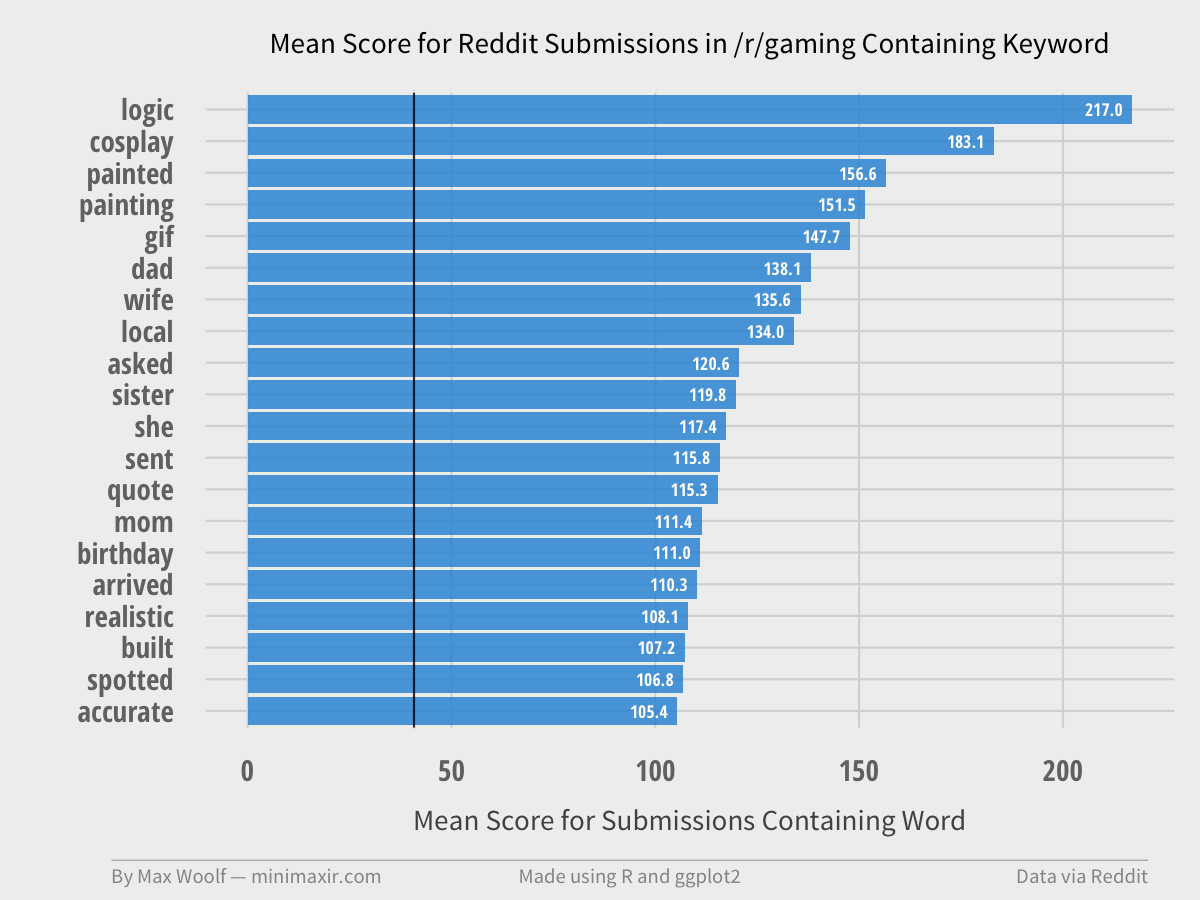 Mean Score for Reddit Submissions in /r/gaming Containing Keyword
logic 217.0
cosplay 183.1
painted 156.6
painting 151.5
gif 147.7
dad 138.1
wife 135.6
local 134.0
asked 120.6
sister 119.8
she 117.4
sent 115.8
quote 115.3
mom 111.4
birthday 111.0
arrived 110.3
realistic 108.1
built 107.2
spotted 106.8
accurate 105.4
0 50 100 150 200
Mean Score for Submissions Containing Word
By Max Woolf — minimaxir.com Made using R and ggplot2 Data via Reddit